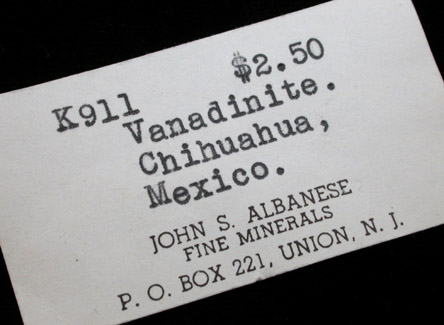 $2.50
K911
Vanadinite.
Chihuahua,
Mexico.
JOHN S. ALBANESE
FINE MINERALS
P. O. BOX 221, UNION, N. J.